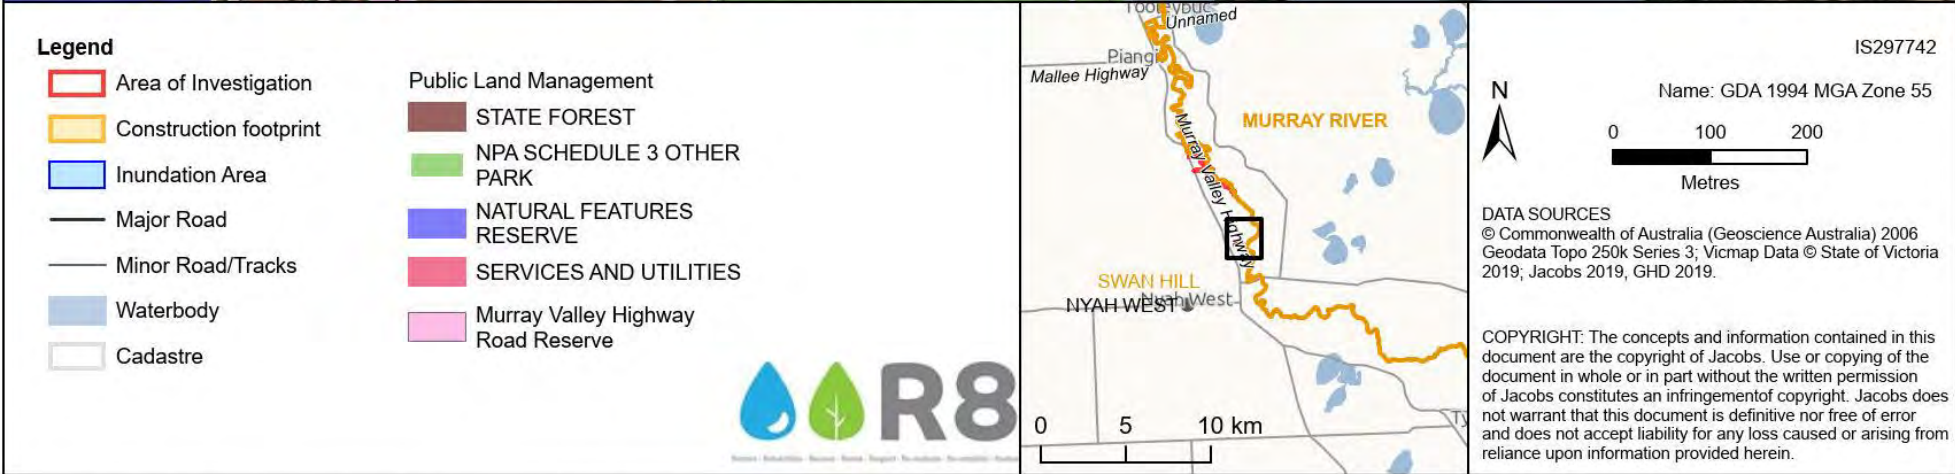 Legend
Area of Investigation
Construction footprint
Inundation Area
Major Road
Minor Road/Tracks
Waterbody
Cadastre
Public Land Management
STATE FOREST
NPA SCHEDULE 3 OTHER
PARK
NATURAL FEATURES
RESERVE
SERVICES AND UTILITIES
Murray Valley Highway
Road Reserve
R8
Unnamed
Mallee Highway
MURRAY RIVER
Murray Valley Highway
SWAN HILL
NYAH WEST
Nyah West
0 5 10 km
IS297742
N
Name: GDA 1994 MGA Zone 55
0 100 200
Metres
DATA SOURCES
© Commonwealth of Australia (Geoscience Australia) 2006
Geodata Topo 250k Series 3; Vicmap Data © State of Victoria
2019; Jacobs 2019, GHD 2019.
COPYRIGHT: The concepts and information contained in this
document are the copyright of Jacobs. Use or copying of the
document in whole or in part without the written permission
of Jacobs constitutes an infringementof copyright. Jacobs does
not warrant that this document is definitive nor free of error
and does not accept liability for any loss caused or arising from
reliance upon information provided herein.